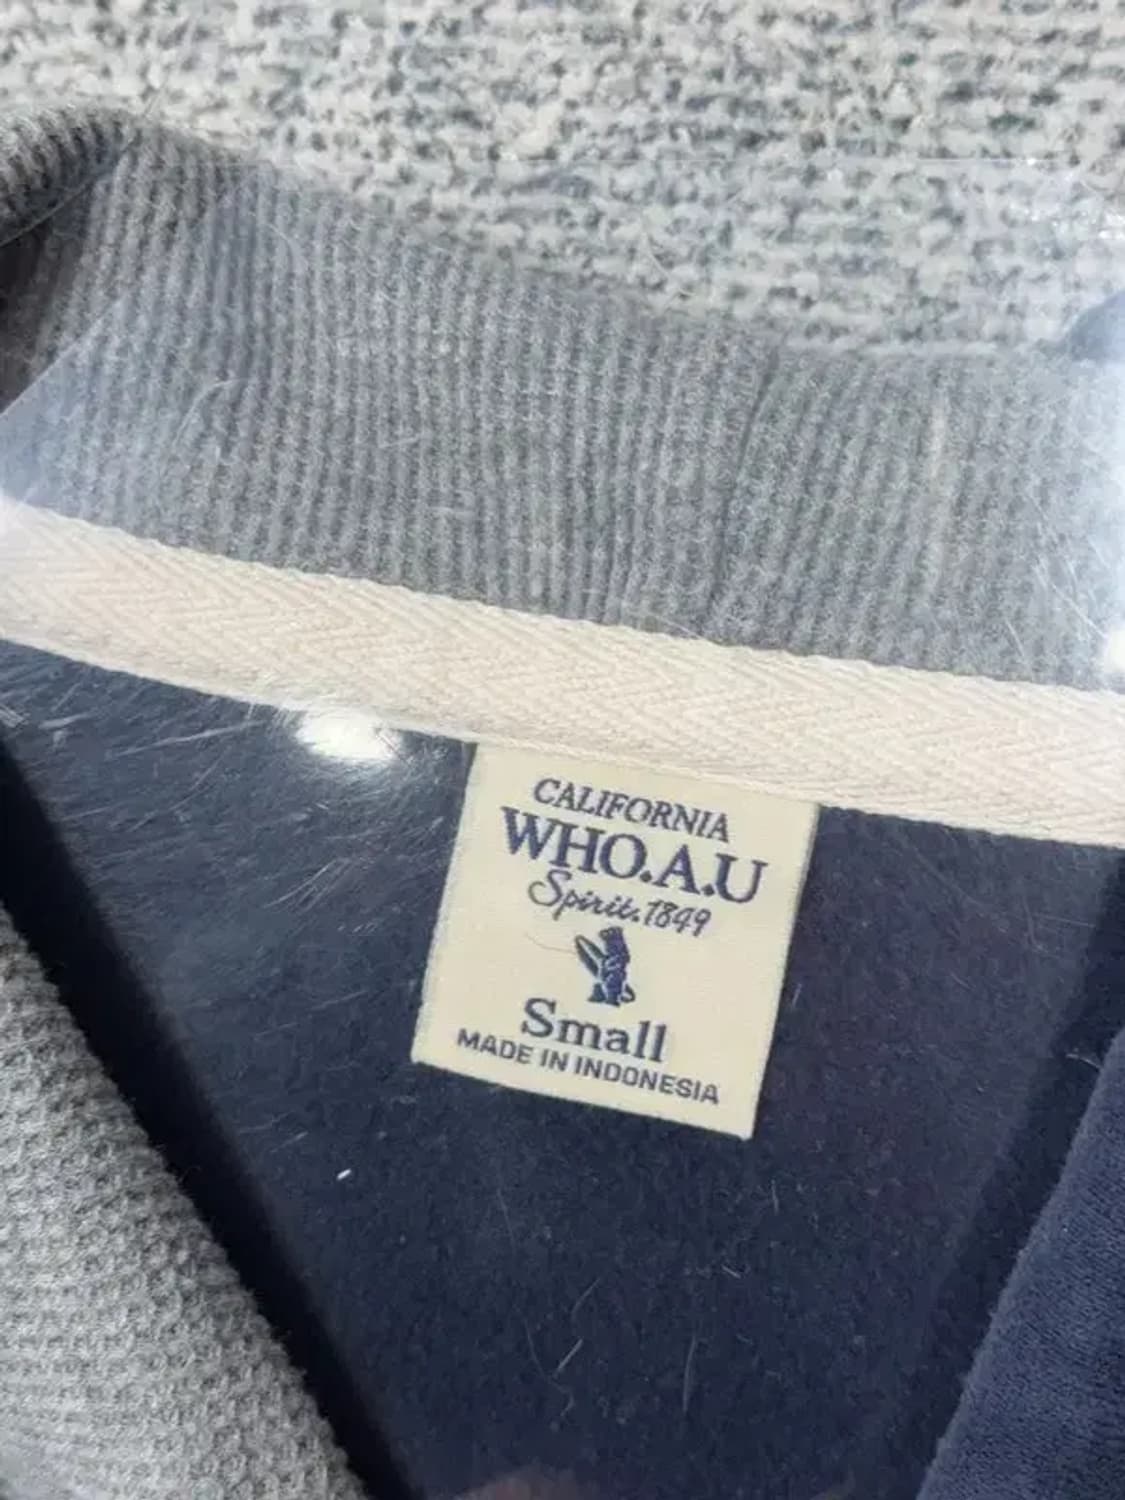 CALIFORNIA
WHO.A.U
Spirit.1849
Small
MADE IN INDONESIA